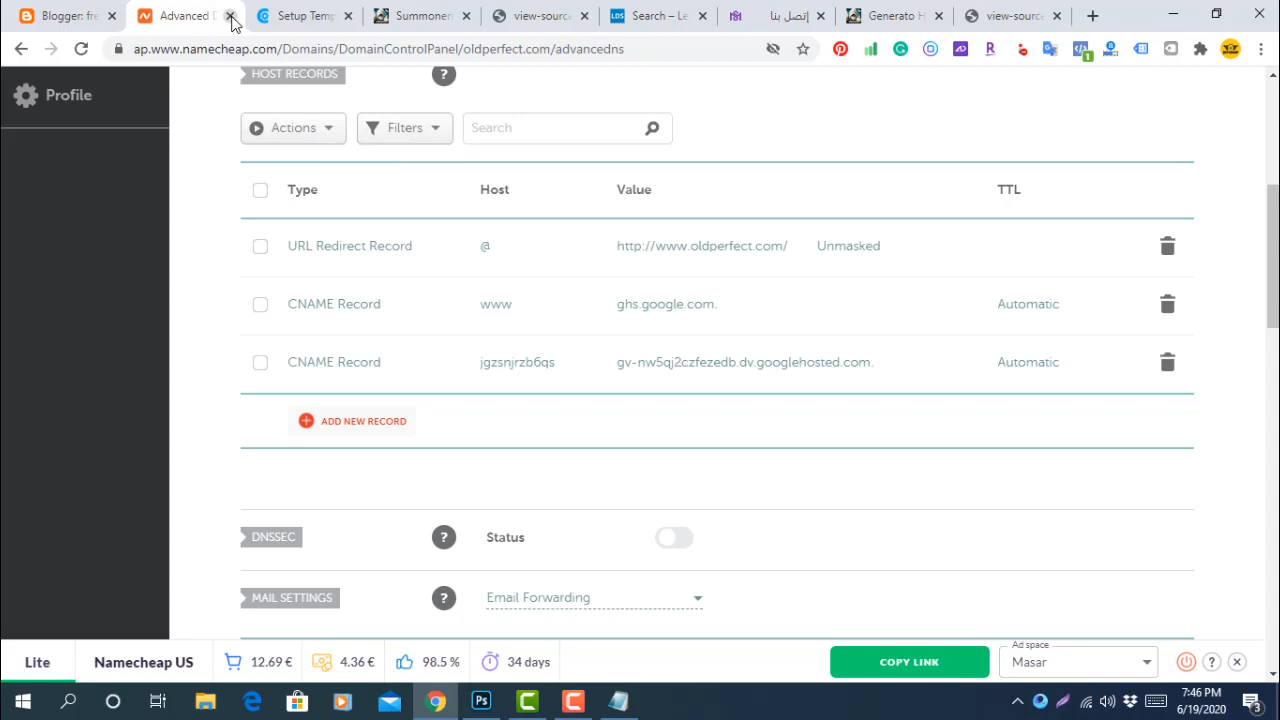 Blogger: fre
Advanced D
Setup Temp
Summoner
view-sourc
Search – Le
إتصل بنا
Generato H
view-source
ap.www.namecheap.com/Domains/DomainControlPanel/oldperfect.com/advancedns
Profile
HOST RECORDS
?
Actions
Filters
Search
Type Host Value TTL
URL Redirect Record @ http://www.oldperfect.com/ Unmasked
CNAME Record www ghs.google.com. Automatic
CNAME Record jgzsnjrzb6qs gv-nw5qj2czfezedb.dv.googlehosted.com. Automatic
ADD NEW RECORD
DNSSEC ? Status
MAIL SETTINGS ? Email Forwarding
Lite Namecheap US 12.69 € 4.36 € 98.5 % 34 days COPY LINK
Ad space
Masar
?
7:46 PM
6/19/2020
3